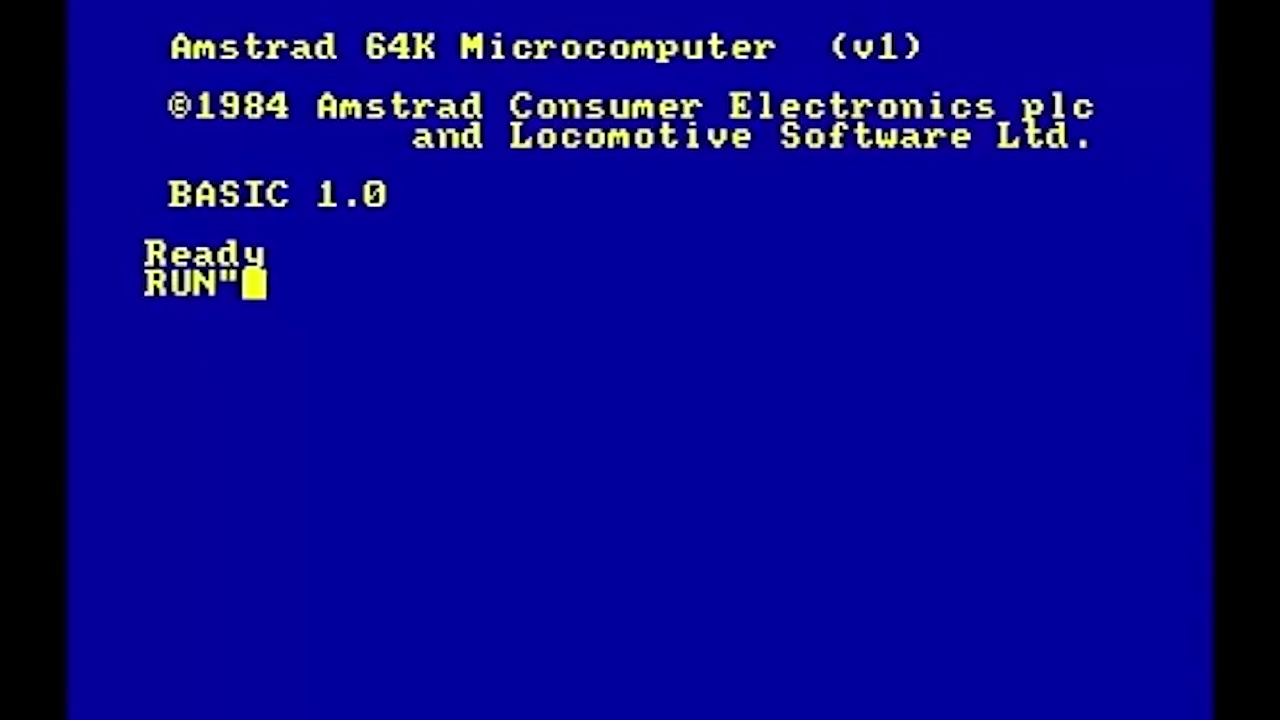 Amstrad 64K Microcomputer (v1)
©1984 Amstrad Consumer Electronics plc
and Locomotive Software Ltd.
BASIC 1.0
Ready
RUN"